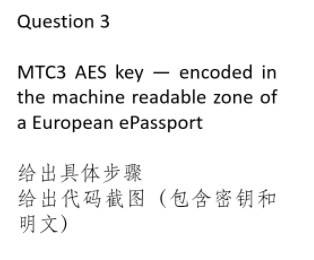 Question 3
MTC3 AES key — encoded in
the machine readable zone of
a European ePassport
给出具体步骤
给出代码截图（包含密钥和
明文）